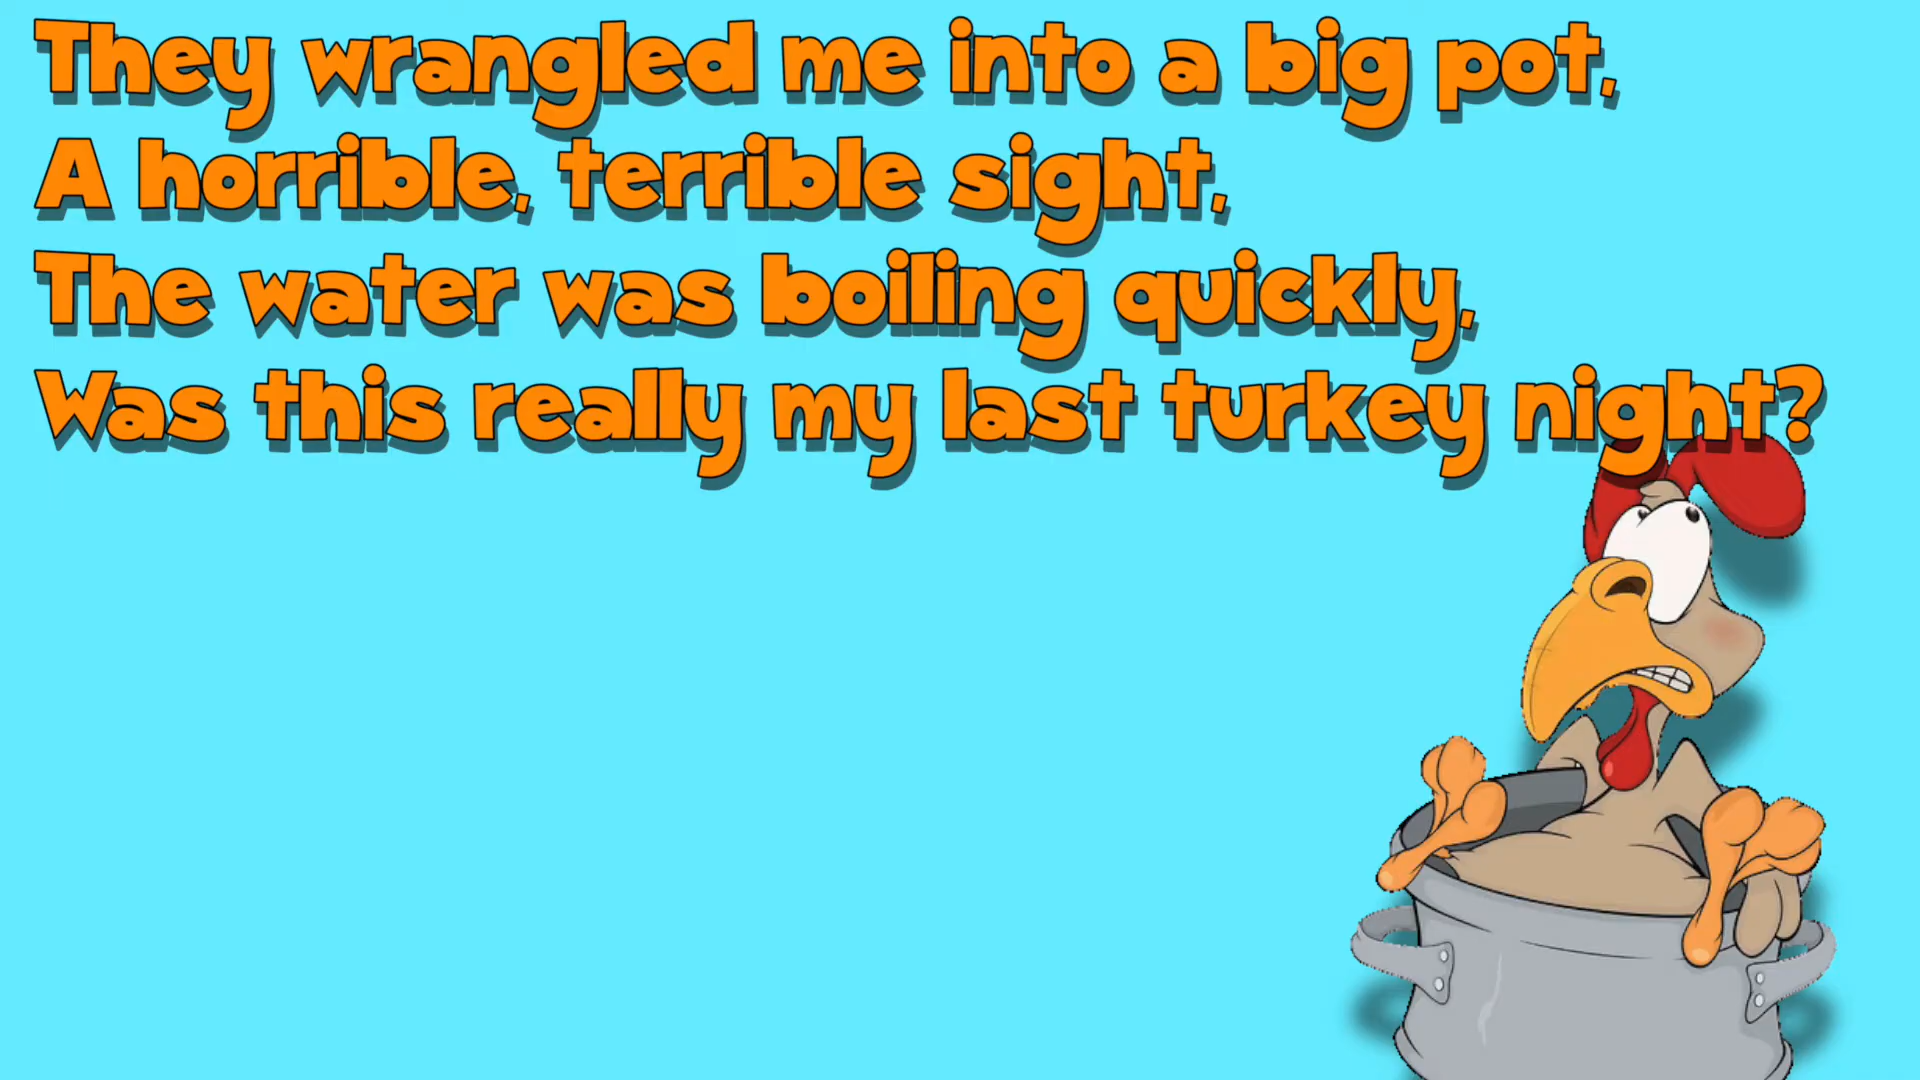 They wrangled me into a big pot,
A horrible, terrible sight,
The water was boiling quickly,
Was this really my last turkey night?